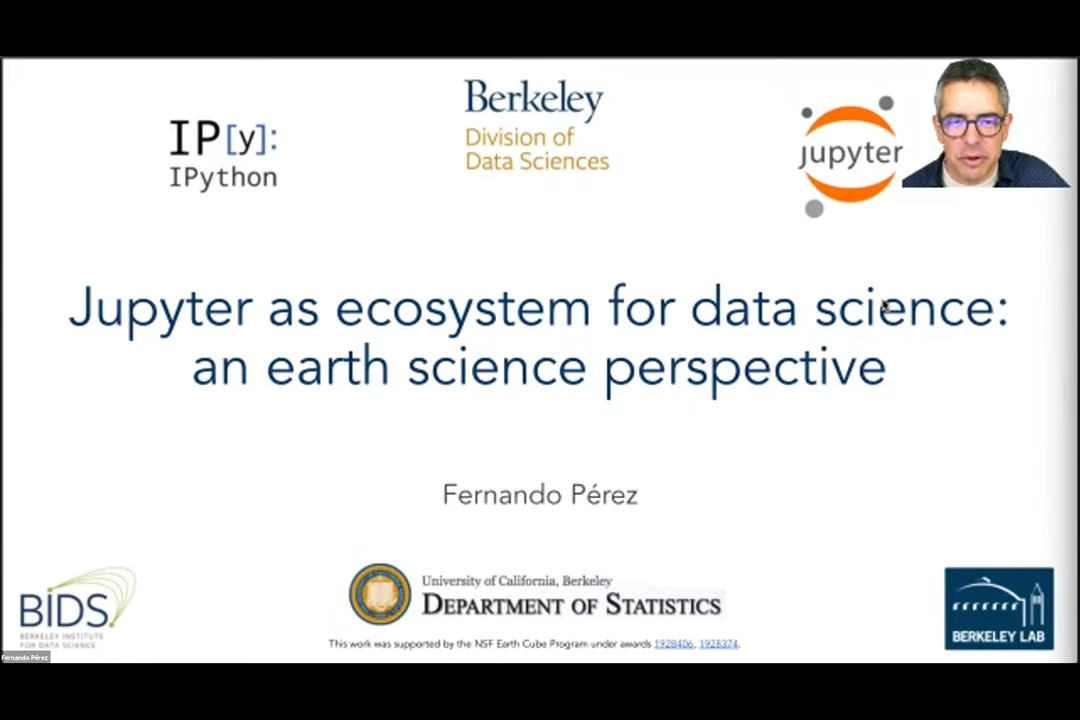 IP[y]:
IPython
Berkeley
Division of
Data Sciences
jupyter
Jupyter as ecosystem for data science:
an earth science perspective
Fernando Pérez
BIDS
BERKELEY INSTITUTE
FOR DATA SCIENCE
University of California, Berkeley
DEPARTMENT OF STATISTICS
This work was supported by the NSF Earth Cube Program under awards 1928406, 1928374.
BERKELEY LAB
Fernando Pérez